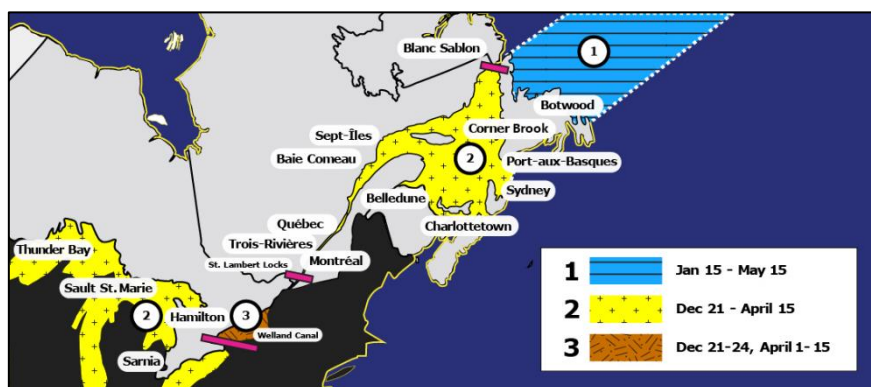 Blanc Sablon
1
Botwood
Corner Brook
Sept-Îles
Baie Comeau
2
Port-aux-Basques
Sydney
Belledune
Charlottetown
Québec
Trois-Rivières
St. Lambert Locks
Montréal
Thunder Bay
Sault St. Marie
2
Hamilton
3
Welland Canal
Sarnia
1 Jan 15 - May 15
2 Dec 21 - April 15
3 Dec 21-24, April 1- 15